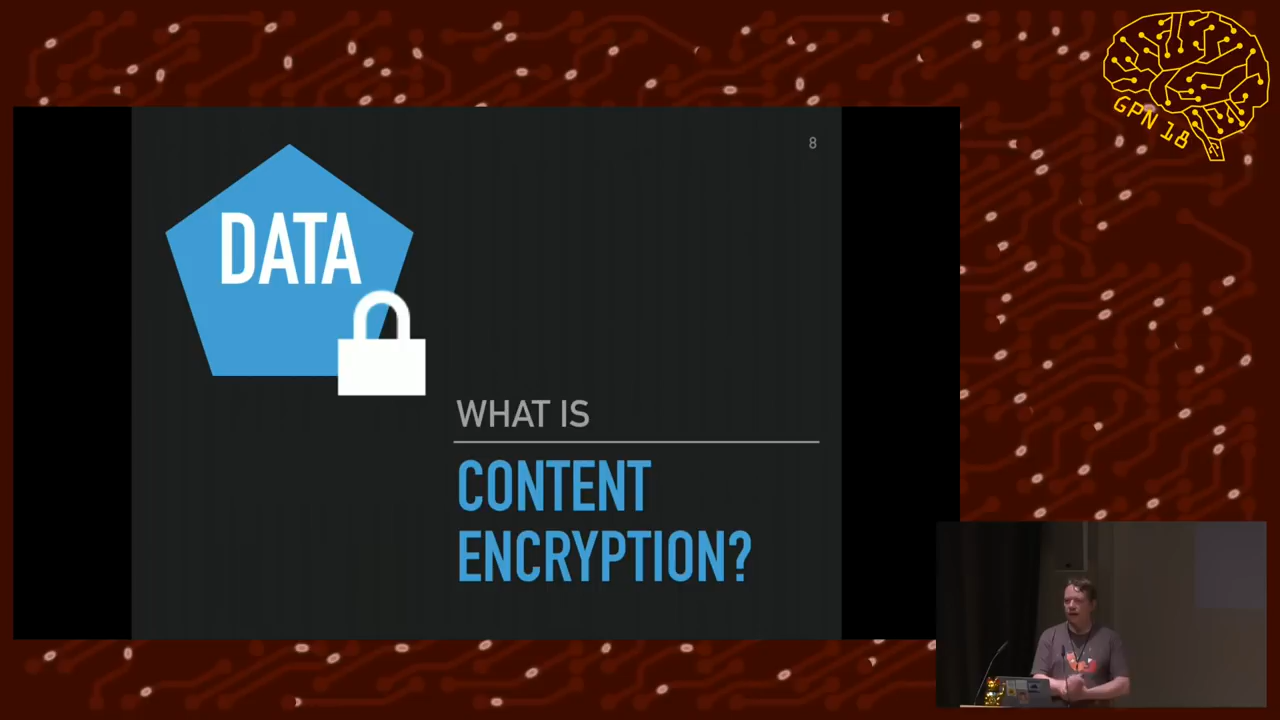 GPN 18
8
DATA
WHAT IS
CONTENT
ENCRYPTION?